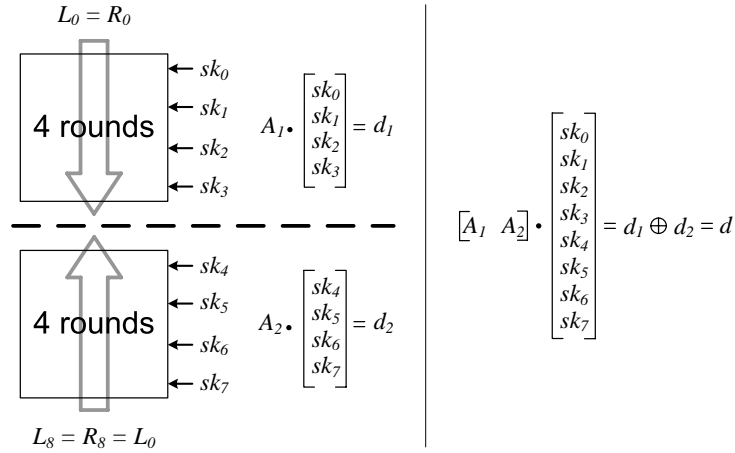 L₀ = R₀
4 rounds
sk₀
sk₁
sk₂
sk₃
A₁ • [sk₀ sk₁ sk₂ sk₃] = d₁
4 rounds
sk₄
sk₅
sk₆
sk₇
A₂ • [sk₄ sk₅ sk₆ sk₇] = d₂
L₈ = R₈ = L₀
[A₁ A₂] • [sk₀ sk₁ sk₂ sk₃ sk₄ sk₅ sk₆ sk₇] = d₁ ⊕ d₂ = d